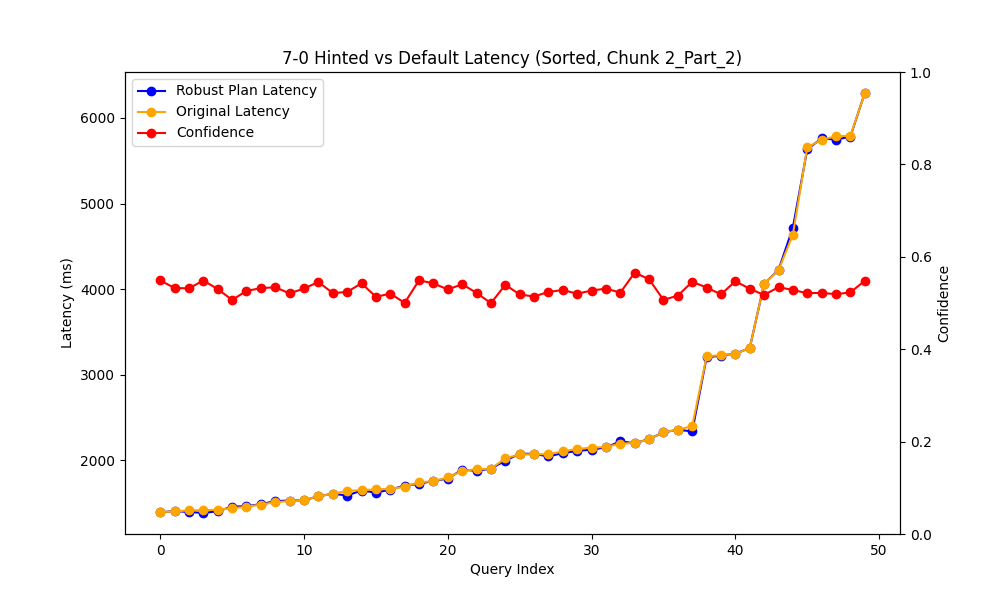 7-0 Hinted vs Default Latency (Sorted, Chunk 2_Part_2)
Robust Plan Latency
Original Latency
Confidence
Latency (ms)
6000
5000
4000
3000
2000
1.0
0.8
0.6
0.4
0.2
0.0
Confidence
0 10 20 30 40 50
Query Index